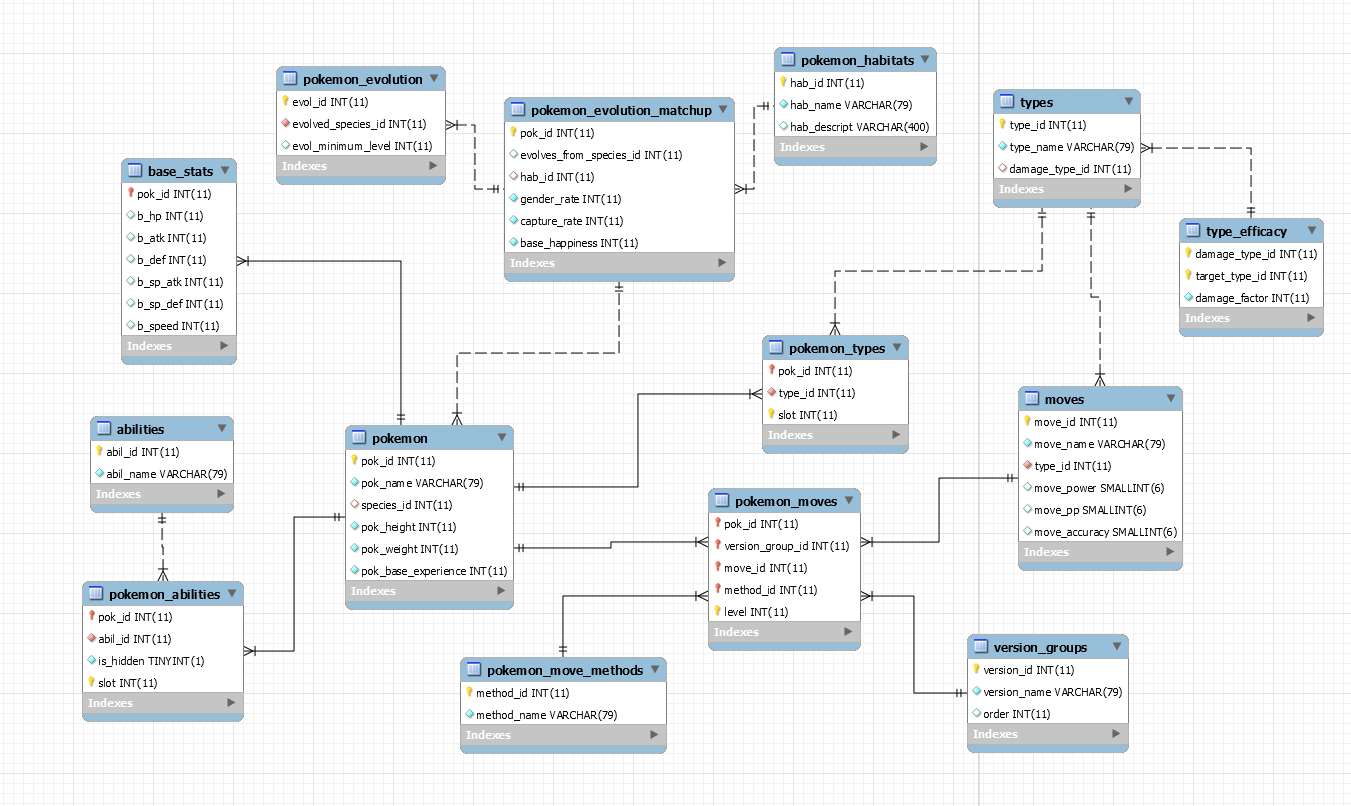 pokemon_evolution
evol_id INT(11)
evolved_species_id INT(11)
evol_minimum_level INT(11)
Indexes
pokemon_evolution_matchup
pok_id INT(11)
evolves_from_species_id INT(11)
hab_id INT(11)
gender_rate INT(11)
capture_rate INT(11)
base_happiness INT(11)
Indexes
pokemon_habitats
hab_id INT(11)
hab_name VARCHAR(79)
hab_descript VARCHAR(400)
Indexes
types
type_id INT(11)
type_name VARCHAR(79)
damage_type_id INT(11)
Indexes
base_stats
pok_id INT(11)
b_hp INT(11)
b_atk INT(11)
b_def INT(11)
b_sp_atk INT(11)
b_sp_def INT(11)
b_speed INT(11)
Indexes
type_efficacy
damage_type_id INT(11)
target_type_id INT(11)
damage_factor INT(11)
Indexes
pokemon_types
pok_id INT(11)
type_id INT(11)
slot INT(11)
Indexes
moves
move_id INT(11)
move_name VARCHAR(79)
type_id INT(11)
move_power SMALLINT(6)
move_pp SMALLINT(6)
move_accuracy SMALLINT(6)
Indexes
abilities
abil_id INT(11)
abil_name VARCHAR(79)
Indexes
pokemon
pok_id INT(11)
pok_name VARCHAR(79)
species_id INT(11)
pok_height INT(11)
pok_weight INT(11)
pok_base_experience INT(11)
Indexes
pokemon_moves
pok_id INT(11)
version_group_id INT(11)
move_id INT(11)
method_id INT(11)
level INT(11)
Indexes
pokemon_abilities
pok_id INT(11)
abil_id INT(11)
is_hidden TINYINT(1)
slot INT(11)
Indexes
pokemon_move_methods
method_id INT(11)
method_name VARCHAR(79)
Indexes
version_groups
version_id INT(11)
version_name VARCHAR(79)
order INT(11)
Indexes